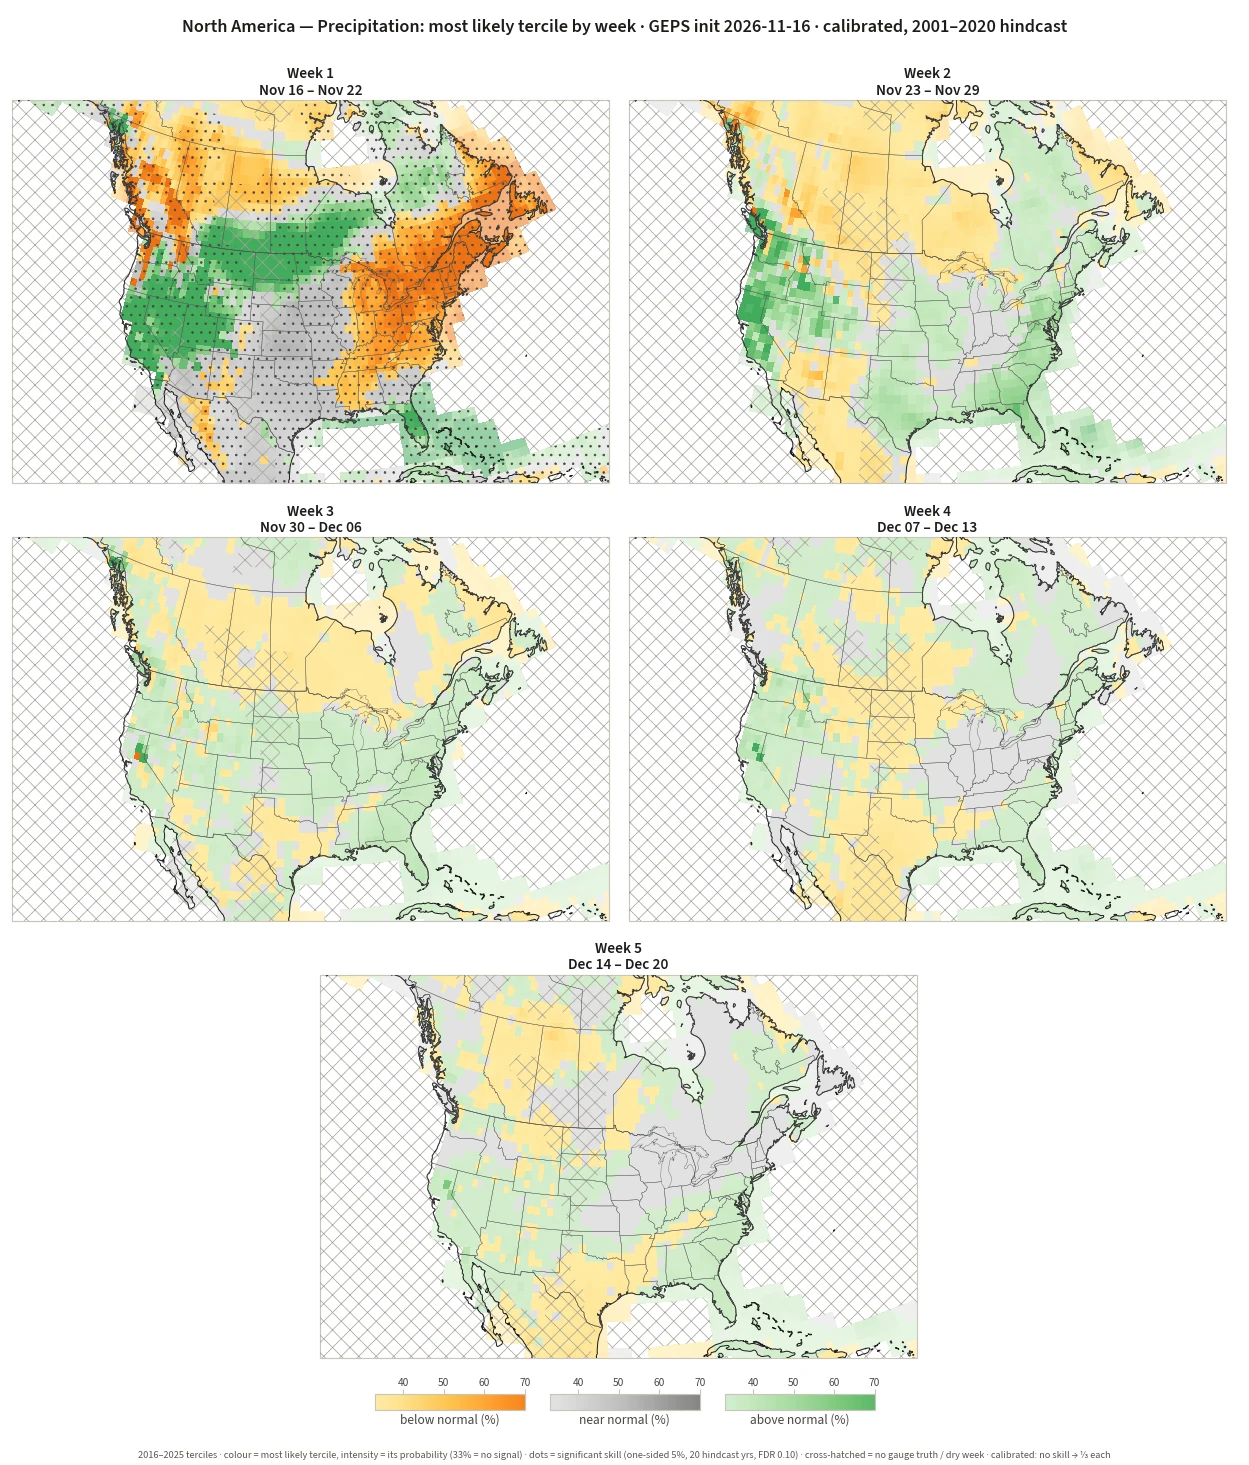 North America — Precipitation: most likely tercile by week · GEPS init 2026-11-16 · calibrated, 2001–2020 hindcast
Week 1
Nov 16 – Nov 22
Week 2
Nov 23 – Nov 29
Week 3
Nov 30 – Dec 06
Week 4
Dec 07 – Dec 13
Week 5
Dec 14 – Dec 20
40 50 60 70
below normal (%)
40 50 60 70
near normal (%)
40 50 60 70
above normal (%)
2016–2025 terciles · colour = most likely tercile, intensity = its probability (33% = no signal) · dots = significant skill (one-sided 5%, 20 hindcast yrs, FDR 0.10) · cross-hatched = no gauge truth / dry week · calibrated: no skill → ⅓ each